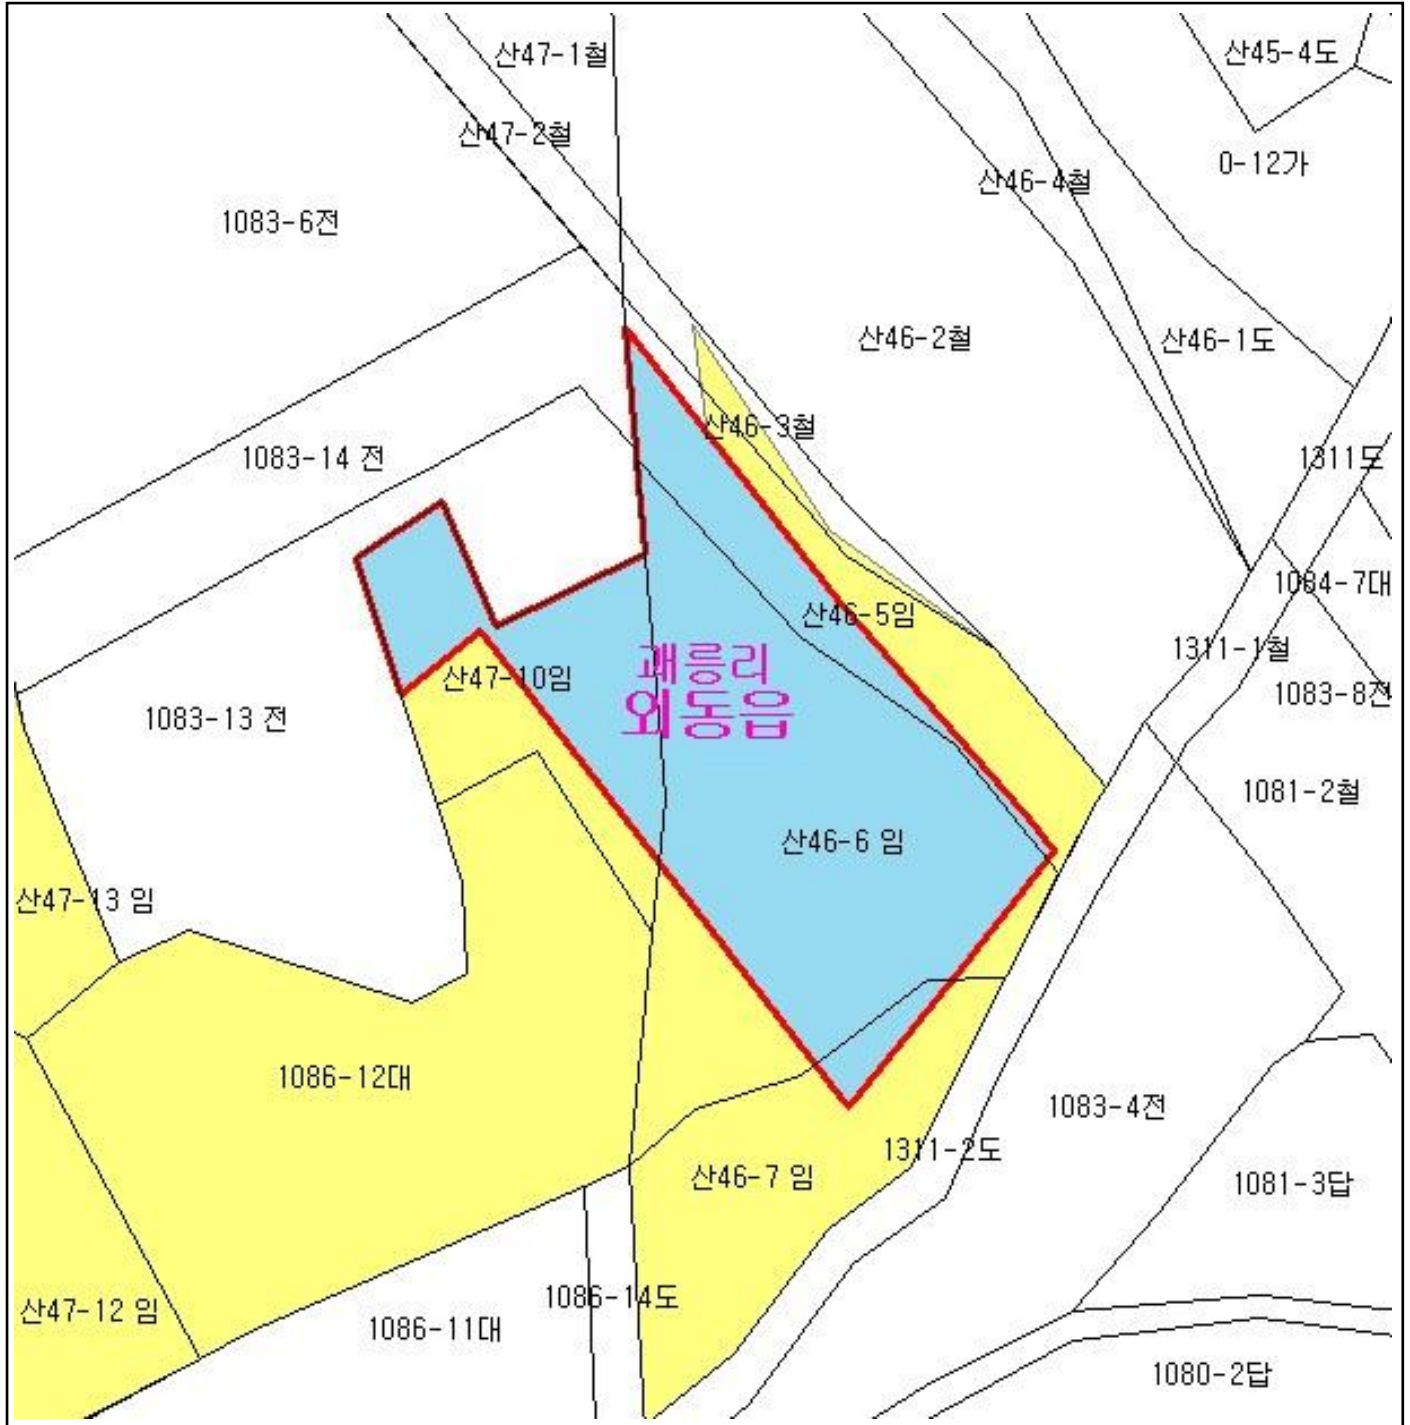 산47-1철
산45-4도
산47-2철
0-12가
산46-4철
1083-6전
산46-2철
산46-1도
산46-3철
1083-14 전
1311도
1084-7대
산46-5임
1311-1철
괘릉리
산47-10임
1083-8전
외동읍
1083-13 전
1081-2철
산46-6 임
산47-13 임
1086-12대
1083-4전
1311-2도
산46-7 임
1081-3답
1086-14도
산47-12 임
1086-11대
1080-2답